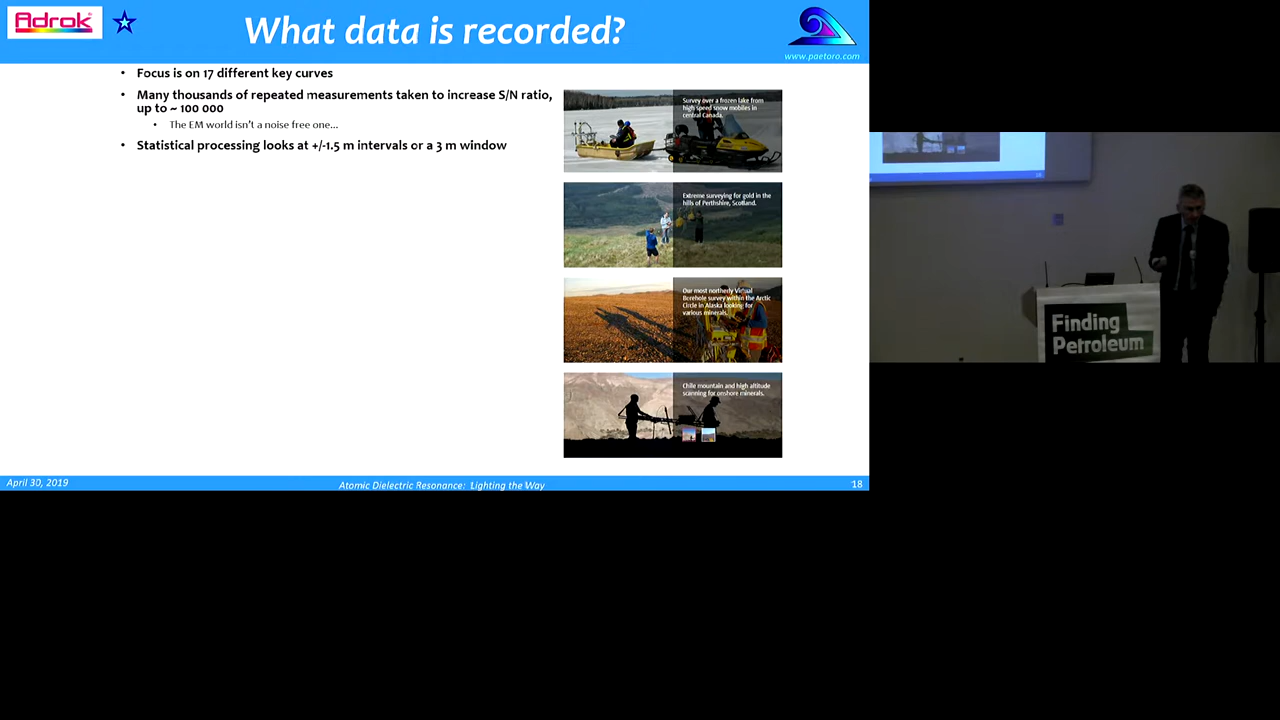 Adrok
What data is recorded?
www.paetoro.com
• Focus is on 17 different key curves
• Many thousands of repeated measurements taken to increase S/N ratio,
up to ~ 100 000
• The EM world isn't a noise free one...
• Statistical processing looks at +/-1.5 m intervals or a 3 m window
Survey over a frozen lake from
high speed snow mobiles in
central Canada.
Extreme surveying for gold in the
hills of Perthshire, Scotland.
Our most northerly Virtual
Borehole survey within the Arctic
Circle in Alaska looking for
various minerals.
Chile mountain and high altitude
scanning for onshore minerals.
April 30, 2019
Atomic Dielectric Resonance: Lighting the Way
18
Finding
Petroleum